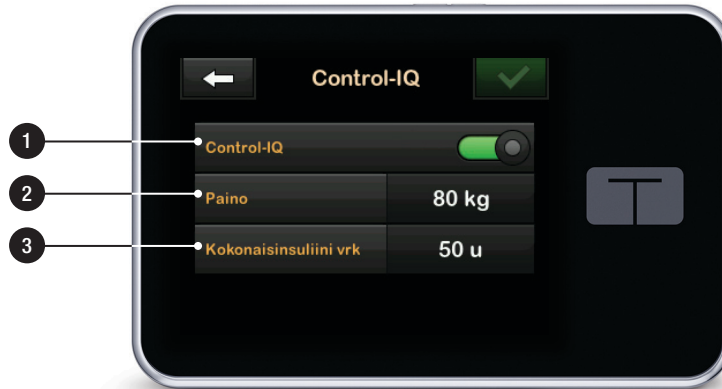 Control-IQ
1
Control-IQ
2
Paino
80 kg
3
Kokonaisinsuliini vrk
50 u